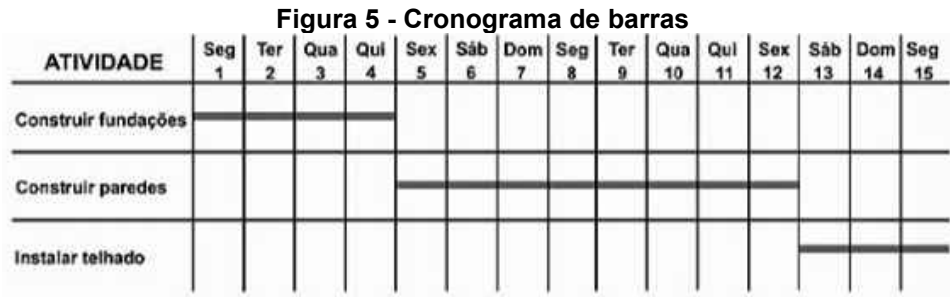 Figura 5 - Cronograma de barras
ATIVIDADE Seg Ter Qua Qui Sex Sáb Dom Seg Ter Qua Qui Sex Sáb Dom Seg
1 2 3 4 5 6 7 8 9 10 11 12 13 14 15
Construir fundações
Construir paredes
Instalar telhado